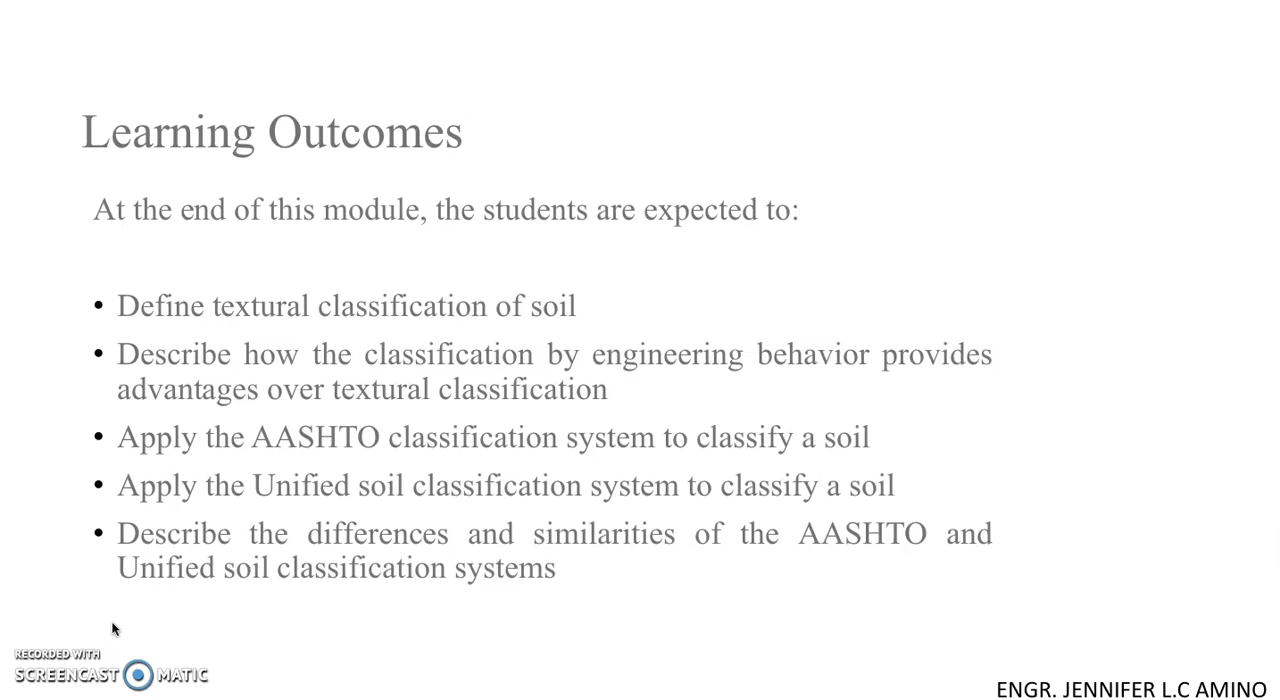 Learning Outcomes
At the end of this module, the students are expected to:
• Define textural classification of soil
• Describe how the classification by engineering behavior provides
advantages over textural classification
• Apply the AASHTO classification system to classify a soil
• Apply the Unified soil classification system to classify a soil
• Describe the differences and similarities of the AASHTO and
Unified soil classification systems
RECORDED WITH
SCREENCAST MATIC
ENGR. JENNIFER L.C AMINO